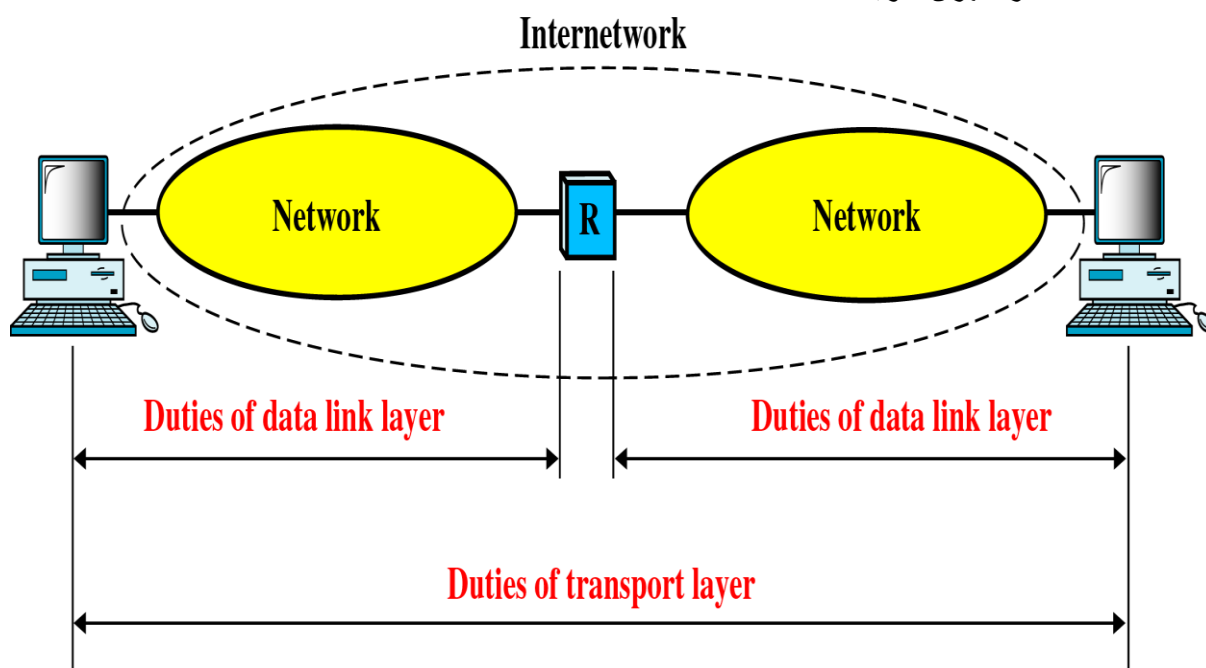 Internetwork
Network
R
Network
Duties of data link layer
Duties of data link layer
Duties of transport layer